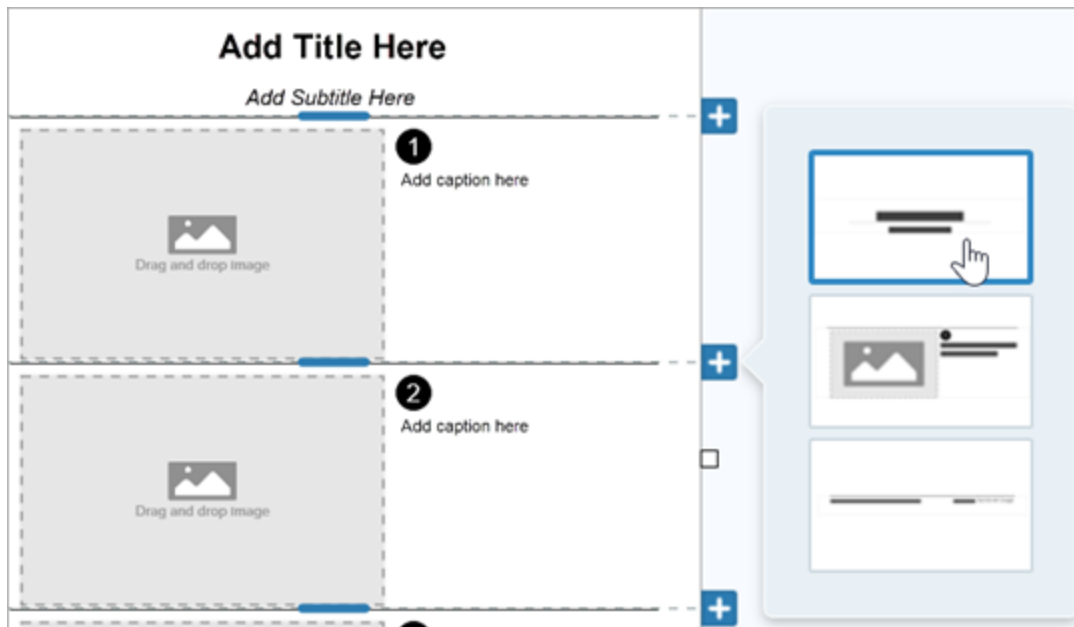 Add Title Here
Add Subtitle Here
1
Add caption here
Drag and drop image
2
Add caption here
Drag and drop image